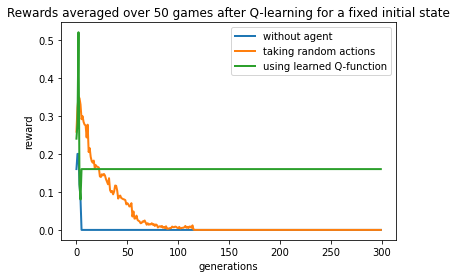 Rewards averaged over 50 games after Q-learning for a fixed initial state
without agent
taking random actions
using learned Q-function
reward
0.5
0.4
0.3
0.2
0.1
0.0
0 50 100 150 200 250 300
generations